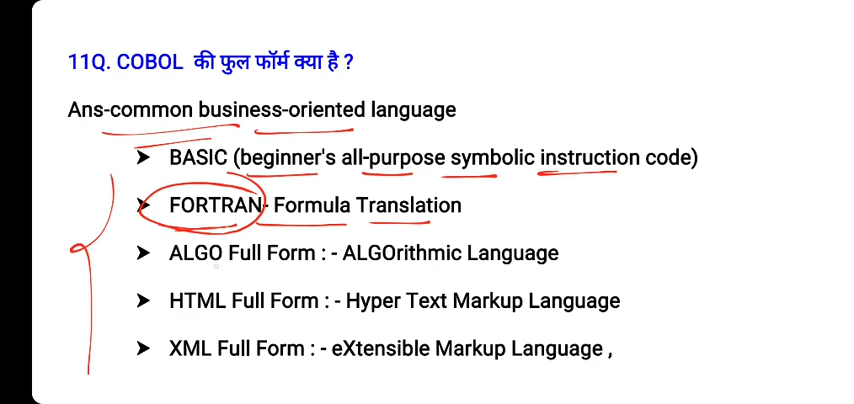 11Q. COBOL की फुल फॉर्म क्या है ?
Ans-common business-oriented language
➤ BASIC (beginner's all-purpose symbolic instruction code)
➤ FORTRAN- Formula Translation
➤ ALGO Full Form : - ALGOrithmic Language
➤ HTML Full Form : - Hyper Text Markup Language
➤ XML Full Form : - eXtensible Markup Language ,